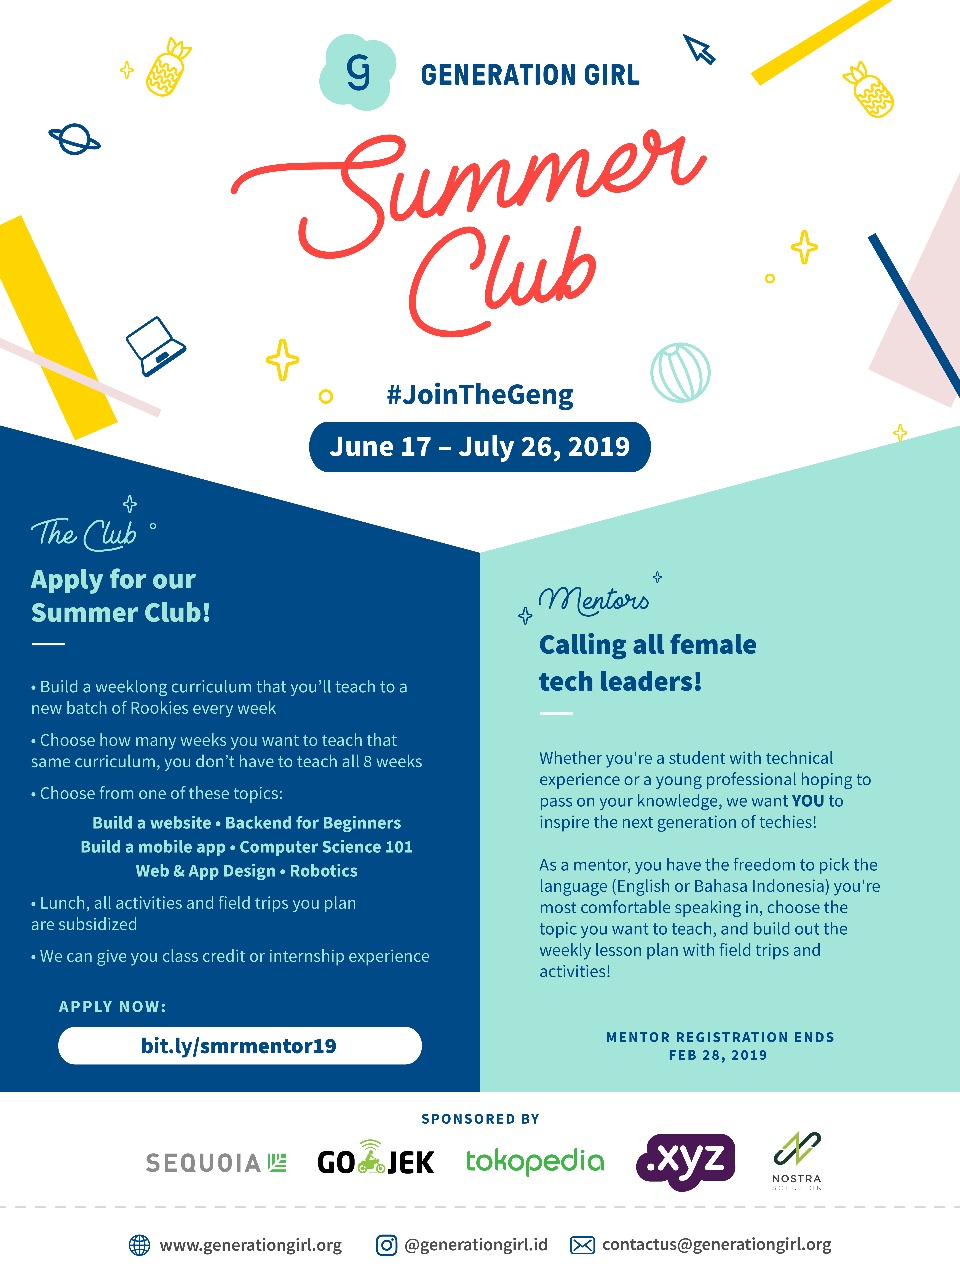 g
GENERATION GIRL
Summer
Club
#JoinTheGeng
June 17 – July 26, 2019
The Club
Apply for our
Summer Club!
• Build a weeklong curriculum that you'll teach to a
new batch of Rookies every week
• Choose how many weeks you want to teach that
same curriculum, you don't have to teach all 8 weeks
• Choose from one of these topics:
Build a website • Backend for Beginners
Build a mobile app • Computer Science 101
Web & App Design • Robotics
• Lunch, all activities and field trips you plan
are subsidized
• We can give you class credit or internship experience
APPLY NOW:
bit.ly/smrmentor19
Mentors
Calling all female
tech leaders!
Whether you're a student with technical
experience or a young professional hoping to
pass on your knowledge, we want YOU to
inspire the next generation of techies!
As a mentor, you have the freedom to pick the
language (English or Bahasa Indonesia) you're
most comfortable speaking in, choose the
topic you want to teach, and build out the
weekly lesson plan with field trips and
activities!
MENTOR REGISTRATION ENDS
FEB 28, 2019
SPONSORED BY
SEQUOIA GOJEK tokopedia .xyz NOSTRA
www.generationgirl.org @generationgirl.id contactus@generationgirl.org